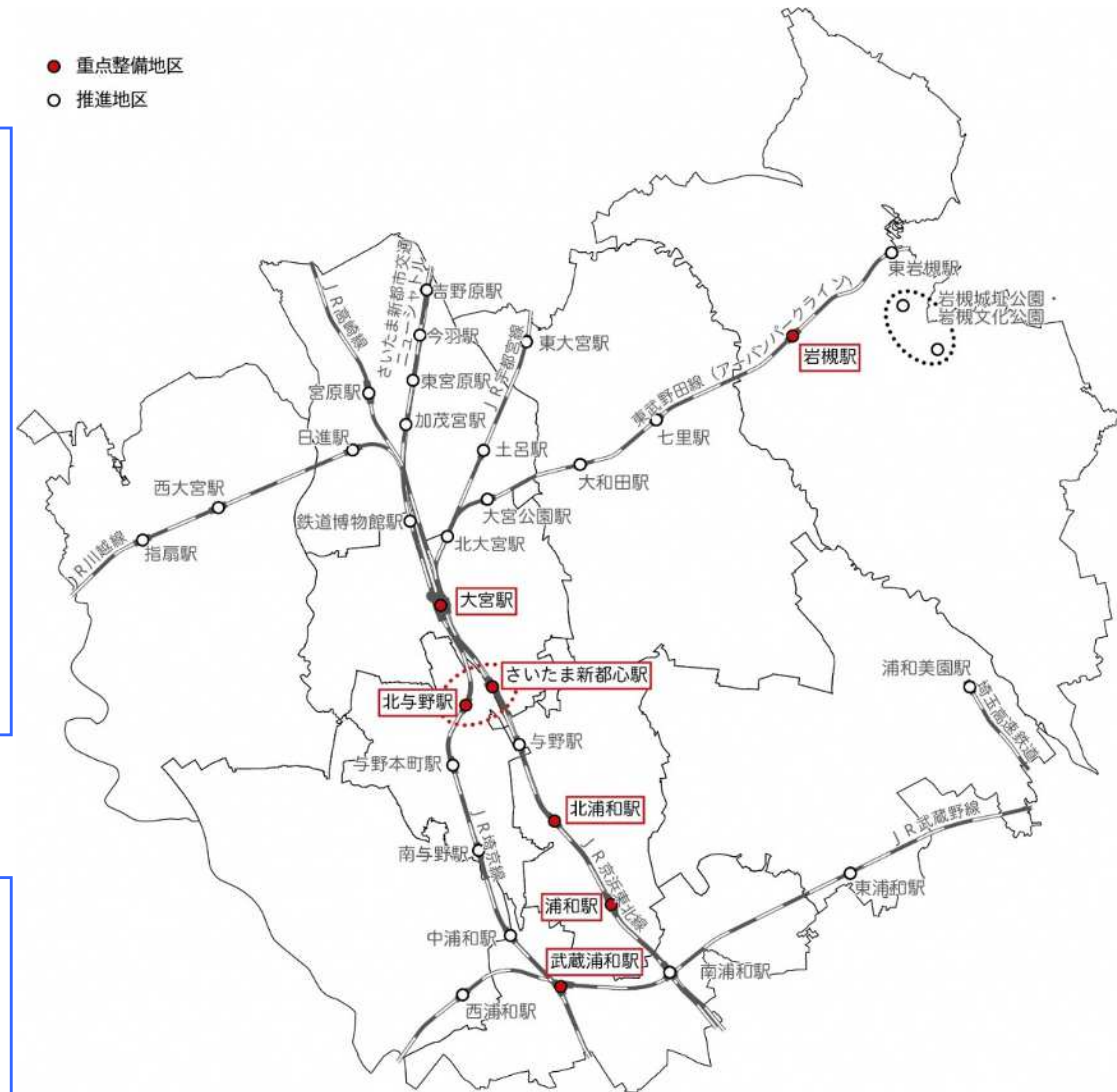 重点整備地区
推進地区
東岩槻駅
岩槻城址公園・
岩槻文化公園
岩槻駅
東武野田線(アーバンパークライン)
七里駅
大和田駅
大宮公園駅
北大宮駅
さいたま新都市交通
ニューシャトル
吉野原駅
今羽駅
東宮原駅
加茂宮駅
鉄道博物館駅
JR宇都宮線
東大宮駅
土呂駅
JR高崎線
宮原駅
日進駅
西大宮駅
指扇駅
JR川越線
大宮駅
さいたま新都心駅
北与野駅
与野駅
与野本町駅
北浦和駅
南与野駅
JR埼京線
JR京浜東北線
浦和駅
中浦和駅
武蔵浦和駅
西浦和駅
南浦和駅
東浦和駅
JR武蔵野線
浦和美園駅
埼玉高速鉄道